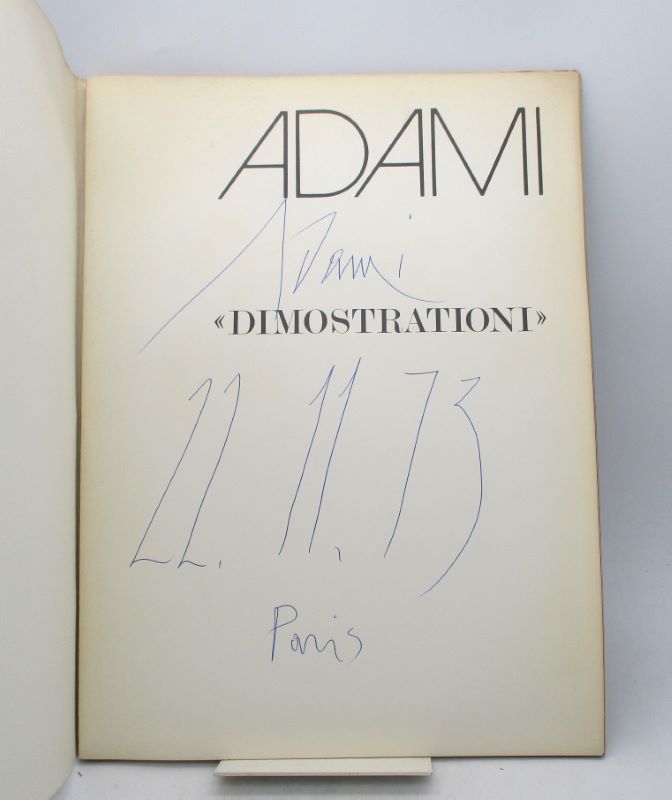 ADAMI
Adami
«DIMOSTRATIONI»
22. 11. 73
Paris